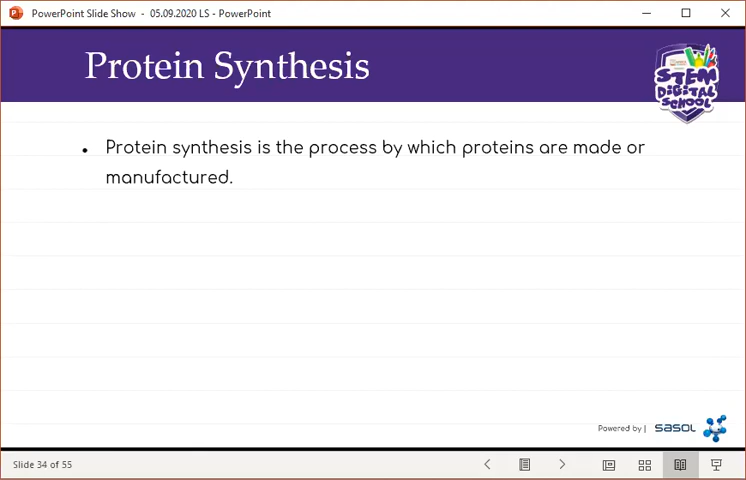 PowerPoint Slide Show - 05.09.2020 LS - PowerPoint
Protein Synthesis
STEM
DIGITAL
SCHOOL
• Protein synthesis is the process by which proteins are made or
manufactured.
Powered by | sasol
Slide 34 of 55